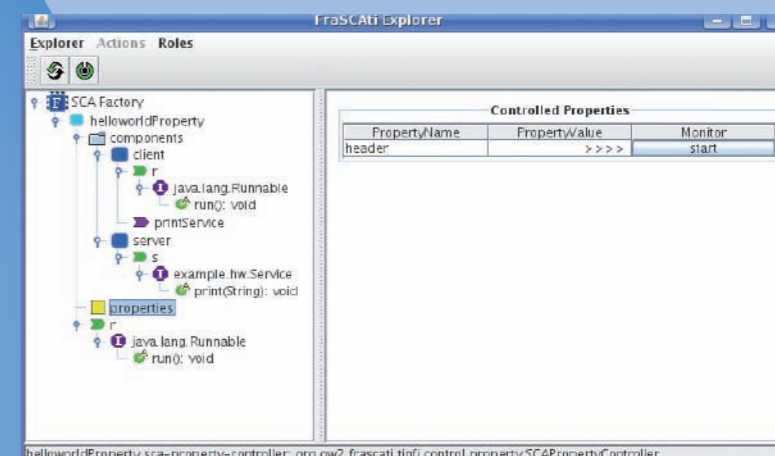 FraSCAti Explorer
Explorer Actions Roles
SCA Factory
helloworldProperty
components
client
r
java.lang.Runnable
run(): void
printService
server
s
example.hw.Service
print(String): void
properties
r
java.lang.Runnable
run(): void
Controlled Properties
PropertyName PropertyValue Monitor
header >>>> start
helloworldProperty.sca-property-controller: org.ow2.frascati.tinfi.control.property.SCAPropertyController